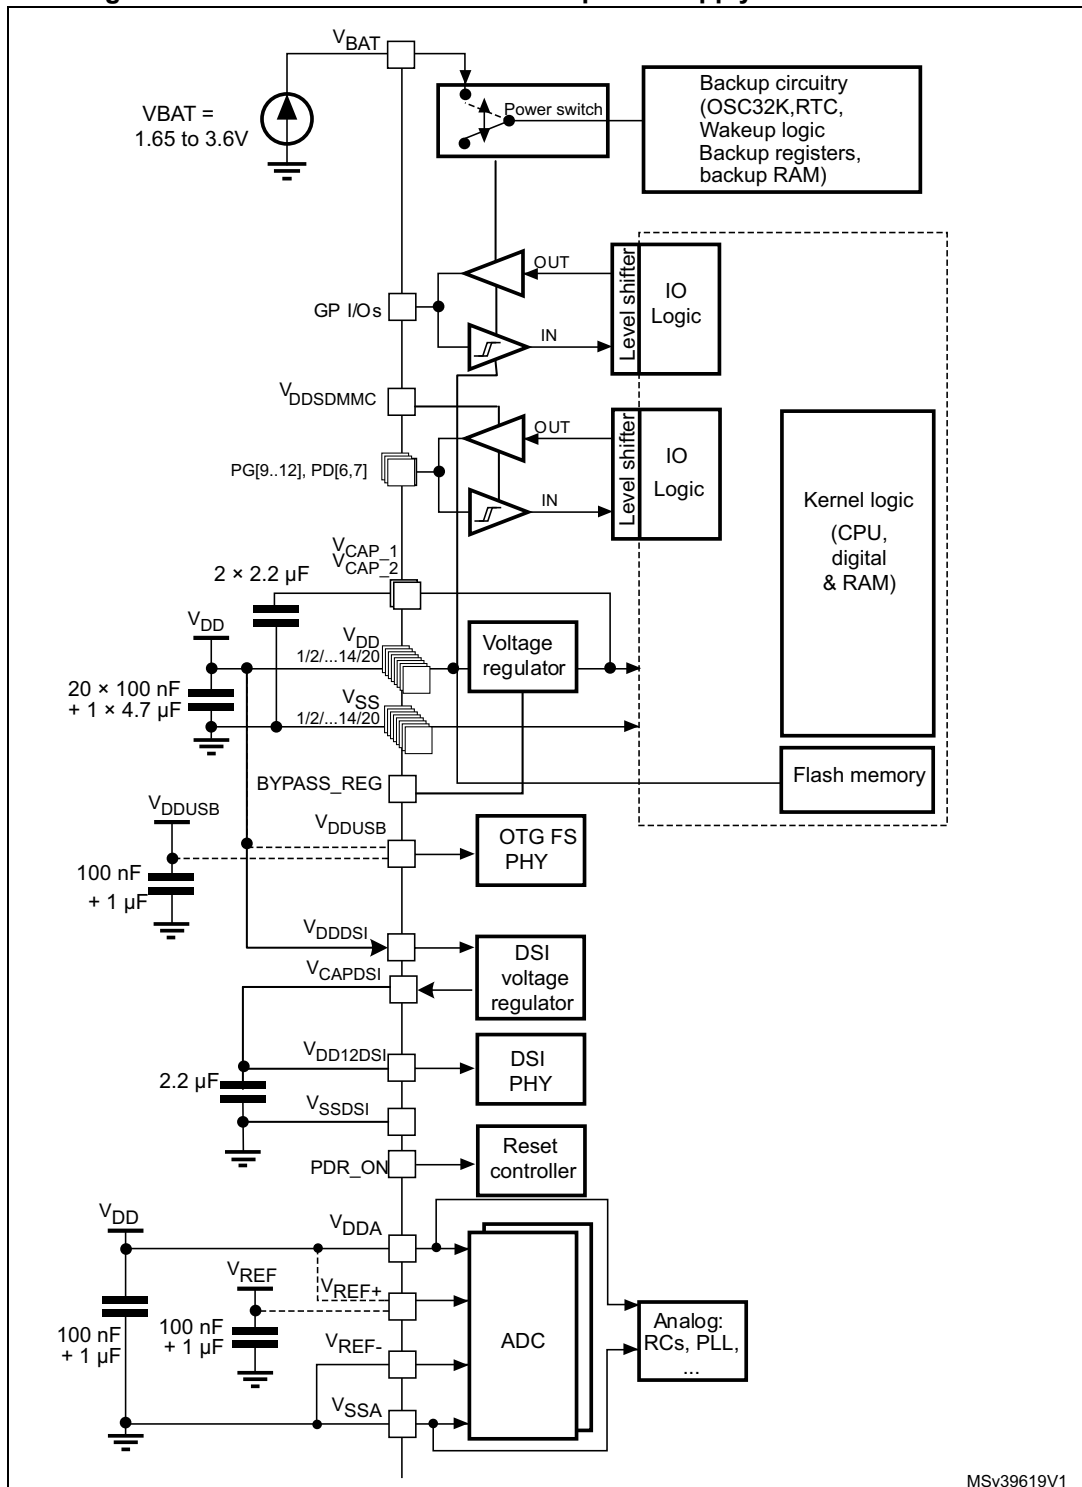 VBAT
VBAT =
1.65 to 3.6V
Power switch
Backup circuitry
(OSC32K,RTC,
Wakeup logic
Backup registers,
backup RAM)
OUT
GP I/Os
IN
Level shifter
IO
Logic
VDDSDMMC
OUT
PG[9..12], PD[6,7]
IN
Level shifter
IO
Logic
Kernel logic
(CPU,
digital
& RAM)
VCAP_1
VCAP_2
2 × 2.2 µF
VDD
VDD
1/2/...14/20
Voltage
regulator
20 × 100 nF
+ 1 × 4.7 µF
VSS
1/2/...14/20
BYPASS_REG
Flash memory
VDDUSB
VDDUSB
100 nF
+ 1 µF
OTG FS
PHY
VDDDSI
VCAPDSI
DSI
voltage
regulator
VDD12DSI
2.2 µF
DSI
PHY
VSSDSI
PDR_ON
Reset
controller
VDD
VDDA
VREF
VREF+
100 nF
+ 1 µF
100 nF
+ 1 µF
VREF-
VSSA
ADC
Analog:
RCs, PLL,
...
MSv39619V1